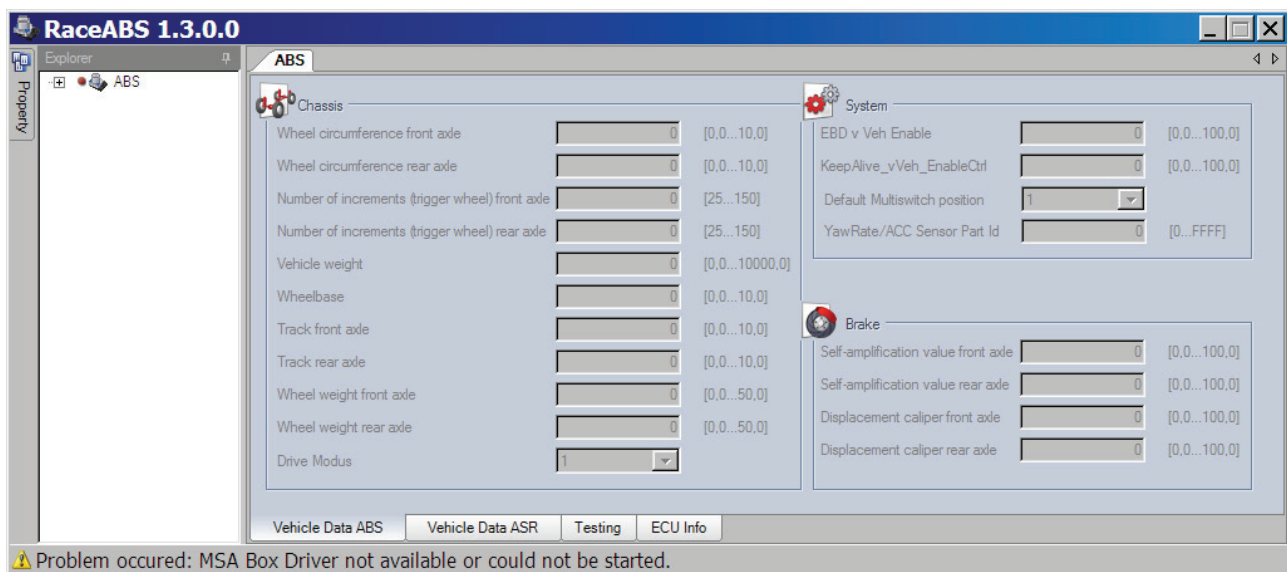 RaceABS 1.3.0.0
Property
Explorer
ABS
ABS
Chassis
Wheel circumference front axle 0 [0,0...10,0]
Wheel circumference rear axle 0 [0,0...10,0]
Number of increments (trigger wheel) front axle 0 [25...150]
Number of increments (trigger wheel) rear axle 0 [25...150]
Vehicle weight 0 [0,0...10000,0]
Wheelbase 0 [0,0...10,0]
Track front axle 0 [0,0...10,0]
Track rear axle 0 [0,0...10,0]
Wheel weight front axle 0 [0,0...50,0]
Wheel weight rear axle 0 [0,0...50,0]
Drive Modus 1
System
EBD v Veh Enable 0 [0,0...100,0]
KeepAlive_vVeh_EnableCtrl 0 [0,0...100,0]
Default Multiswitch position 1
YawRate/ACC Sensor Part Id 0 [0...FFFF]
Brake
Self-amplification value front axle 0 [0,0...100,0]
Self-amplification value rear axle 0 [0,0...100,0]
Displacement caliper front axle 0 [0,0...100,0]
Displacement caliper rear axle 0 [0,0...100,0]
Vehicle Data ABS Vehicle Data ASR Testing ECU Info
Problem occured: MSA Box Driver not available or could not be started.